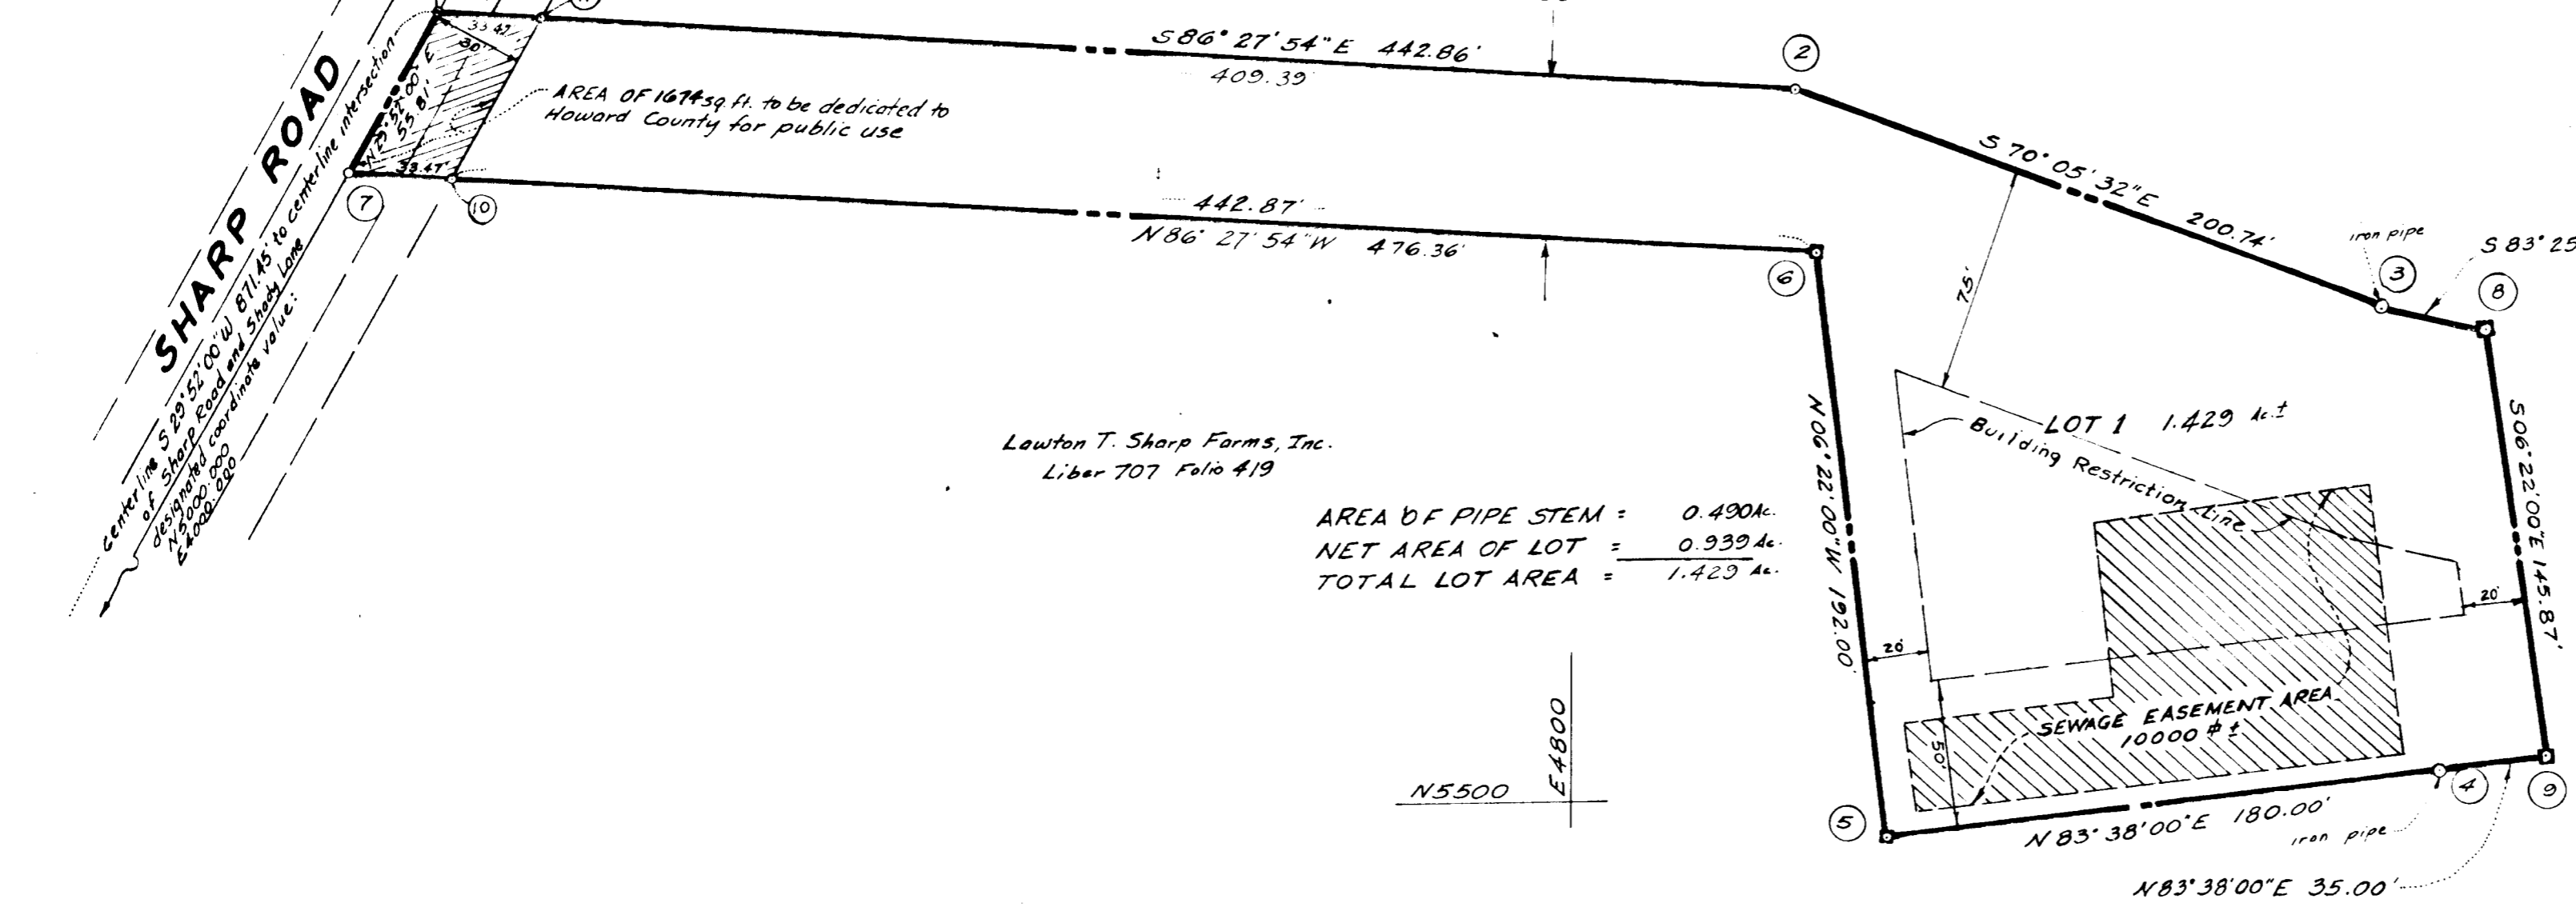 33.47'
30'
N29°52'00"E
55.81'
AREA OF 1674 sq.ft. to be dedicated to
Howard County for public use
S86°27'54"E 442.86'
409.39
2
S 70°05'32"E 200.74'
75'
iron pipe
3
S 83° 25
8
SHARP ROAD
centerline S 29°52'00"W 871.45' to centerline intersection
of Sharp Road and Shady Lane
designated coordinate value:
N5000.000
E4000.000
7
33.47'
10
442.87'
N86°27'54"W 476.36'
6
N06°22'00"W 192.00'
LOT 1 1.429 Ac.±
Building Restriction Line
S06°22'00"E 145.87'
Lawton T. Sharp Farms, Inc.
Liber 707 Folio 419
AREA OF PIPE STEM = 0.490Ac.
NET AREA OF LOT = 0.939 Ac.
TOTAL LOT AREA = 1.429 Ac.
20'
20'
SEWAGE EASEMENT AREA
10000 ⏀ ±
50'
N5500
E4800
5
N83°38'00"E 180.00'
iron pipe
4
9
N83°38'00"E 35.00'